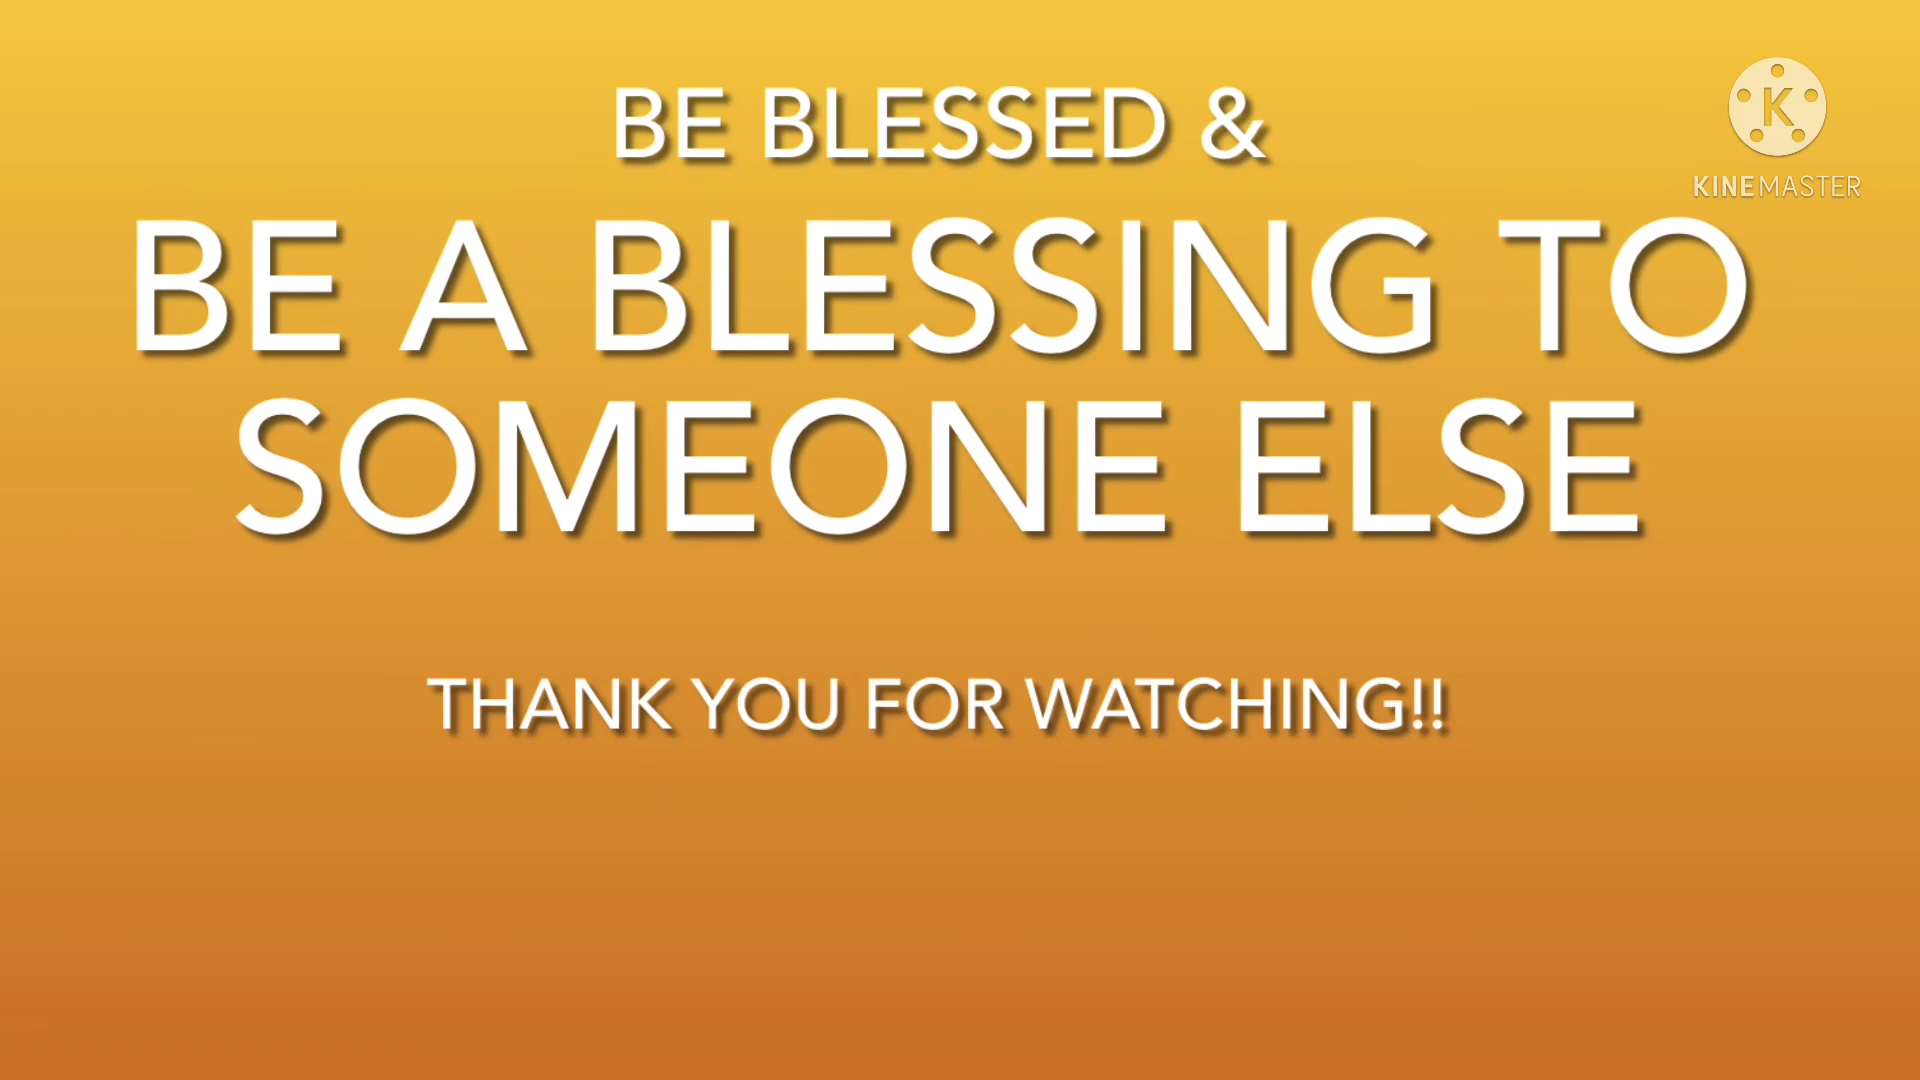 BE BLESSED &
K
KINEMASTER
BE A BLESSING TO
SOMEONE ELSE
THANK YOU FOR WATCHING!!